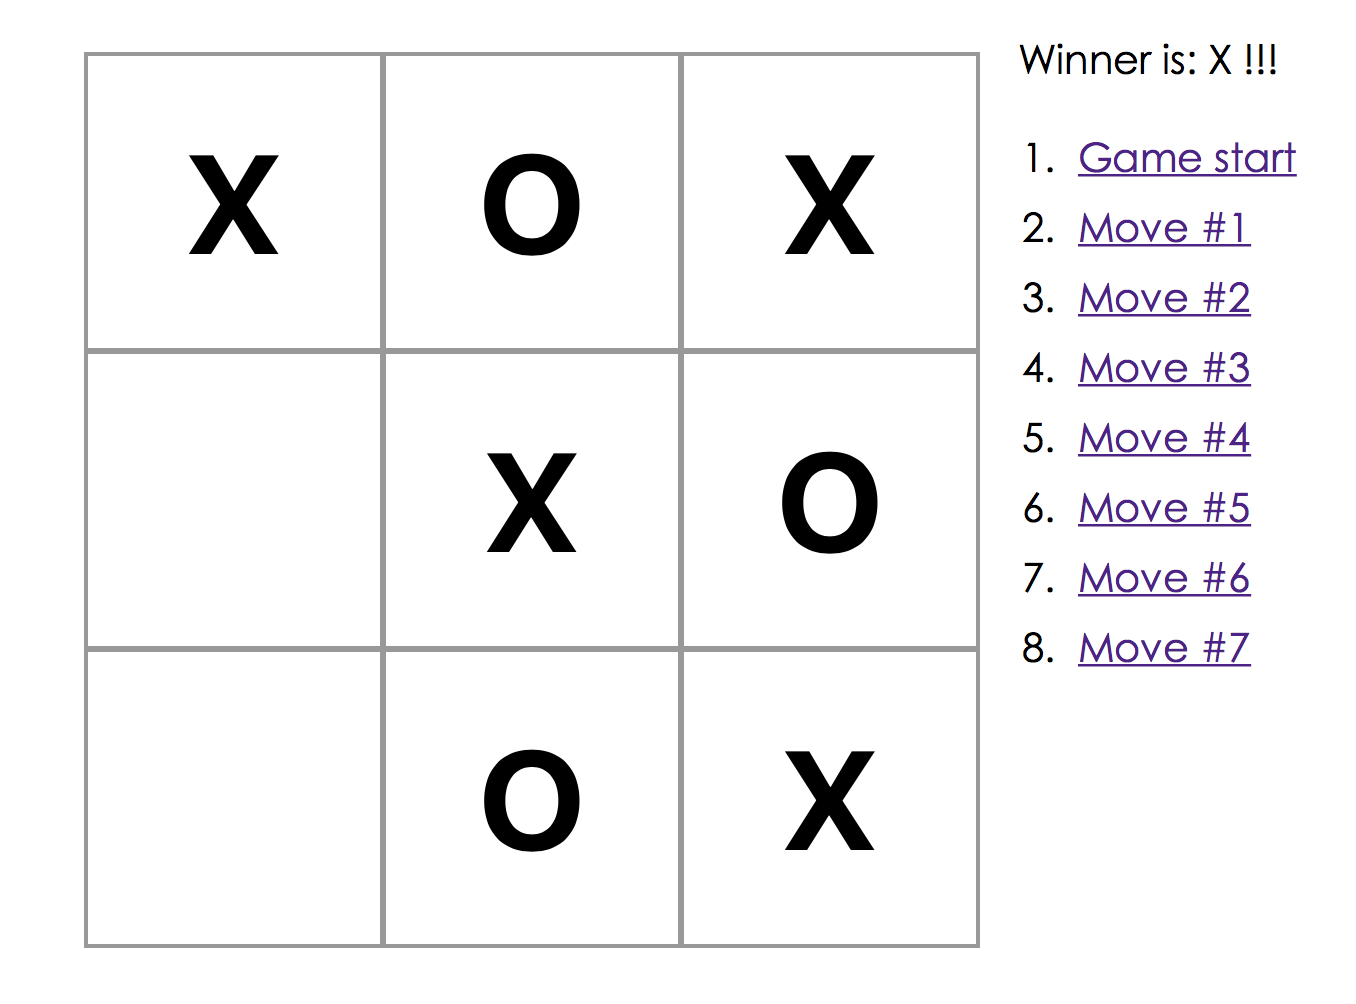 X O X
X O
O X
Winner is: X !!!
1. Game start
2. Move #1
3. Move #2
4. Move #3
5. Move #4
6. Move #5
7. Move #6
8. Move #7